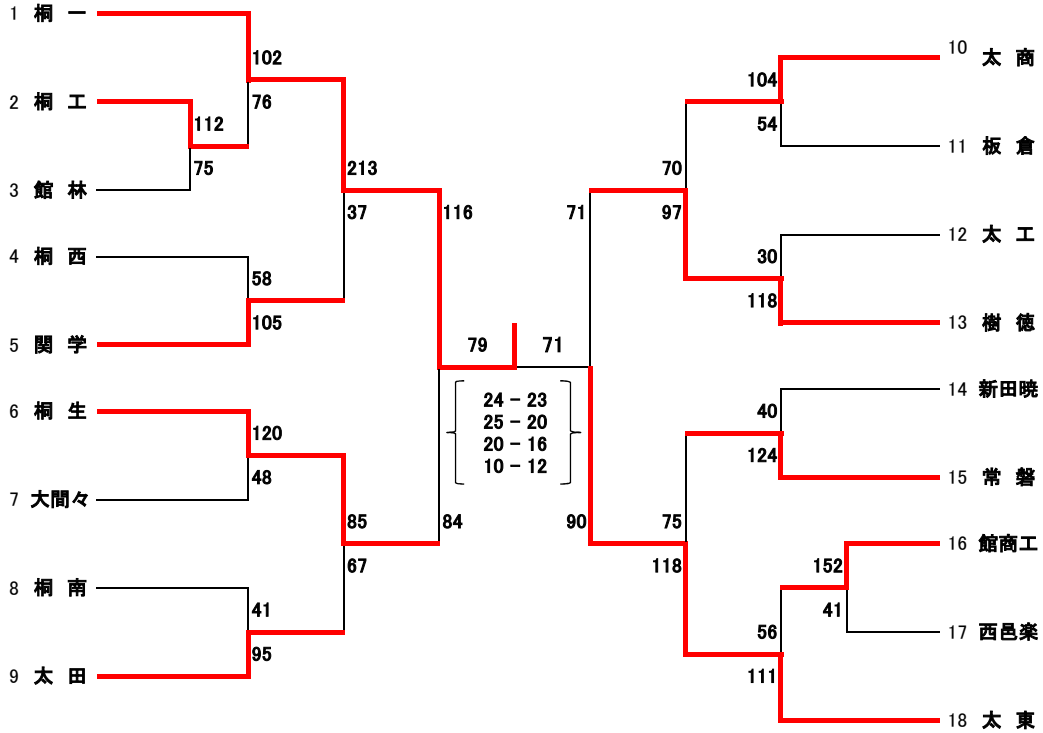 1 桐 一
102
2 桐 工
76
112
75
3 館 林
213
37
4 桐 西
58
105
5 関 学
116
6 桐 生
120
48
7 大間々
85
67
84
8 桐 南
41
95
9 太 田
79 71
24 - 23
25 - 20
20 - 16
10 - 12
10 太 商
104
54
11 板 倉
70
97
12 太 工
30
118
13 樹 徳
71
90
14 新田暁
40
124
15 常 磐
75
118
16 館商工
152
41
17 西邑楽
56
111
18 太 東